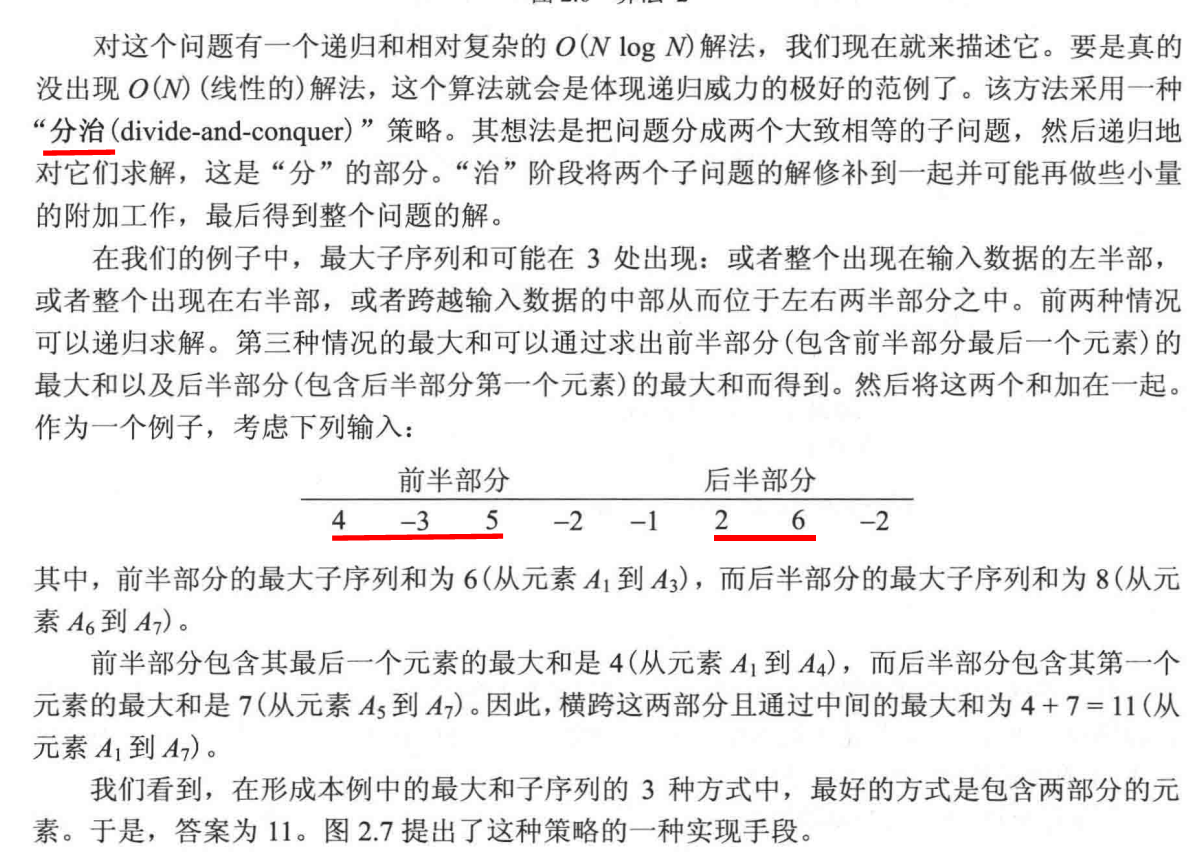 对这个问题有一个递归和相对复杂的 O(N log N)解法，我们现在就来描述它。要是真的
没出现 O(N)(线性的)解法，这个算法就会是体现递归威力的极好的范例了。该方法采用一种
“分治(divide-and-conquer)”策略。其想法是把问题分成两个大致相等的子问题，然后递归地
对它们求解，这是“分”的部分。“治”阶段将两个子问题的解修补到一起并可能再做些小量
的附加工作，最后得到整个问题的解。
在我们的例子中，最大子序列和可能在 3 处出现：或者整个出现在输入数据的左半部，
或者整个出现在右半部，或者跨越输入数据的中部从而位于左右两半部分之中。前两种情况
可以递归求解。第三种情况的最大和可以通过求出前半部分(包含前半部分最后一个元素)的
最大和以及后半部分(包含后半部分第一个元素)的最大和而得到。然后将这两个和加在一起。
作为一个例子，考虑下列输入：
前半部分 后半部分
4 –3 5 –2 –1 2 6 –2
其中，前半部分的最大子序列和为 6(从元素 A₁ 到 A₃)，而后半部分的最大子序列和为 8(从元
素 A₆ 到 A₇)。
前半部分包含其最后一个元素的最大和是 4(从元素 A₁ 到 A₄)，而后半部分包含其第一个
元素的最大和是 7(从元素 A₅ 到 A₇)。因此，横跨这两部分且通过中间的最大和为 4 + 7 = 11(从
元素 A₁ 到 A₇)。
我们看到，在形成本例中的最大和子序列的 3 种方式中，最好的方式是包含两部分的元
素。于是，答案为 11。图 2.7 提出了这种策略的一种实现手段。